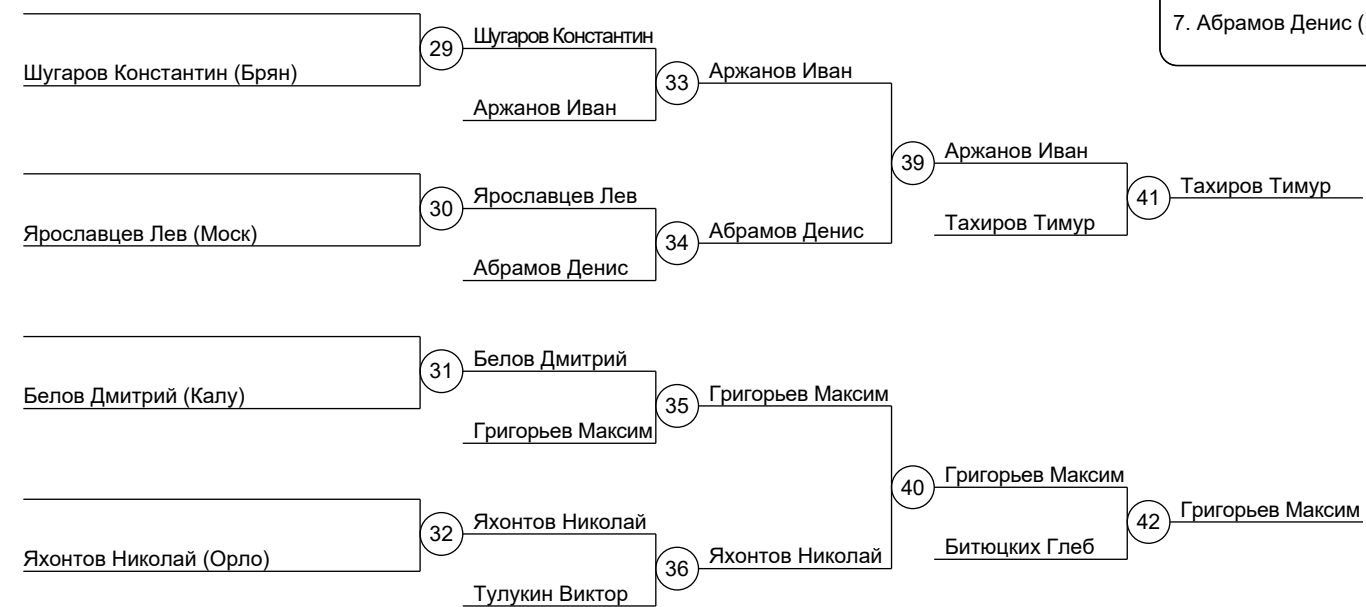 7. Абрамов Денис (
29
Шугаров Константин
Шугаров Константин (Брян)
33
Аржанов Иван
Аржанов Иван
39
Аржанов Иван
41
Тахиров Тимур
30
Ярославцев Лев
Ярославцев Лев (Моск)
34
Абрамов Денис
Тахиров Тимур
Абрамов Денис
31
Белов Дмитрий
Белов Дмитрий (Калу)
35
Григорьев Максим
Григорьев Максим
40
Григорьев Максим
42
Григорьев Максим
32
Яхонтов Николай
Яхонтов Николай (Орло)
36
Яхонтов Николай
Битюцких Глеб
Тулукин Виктор